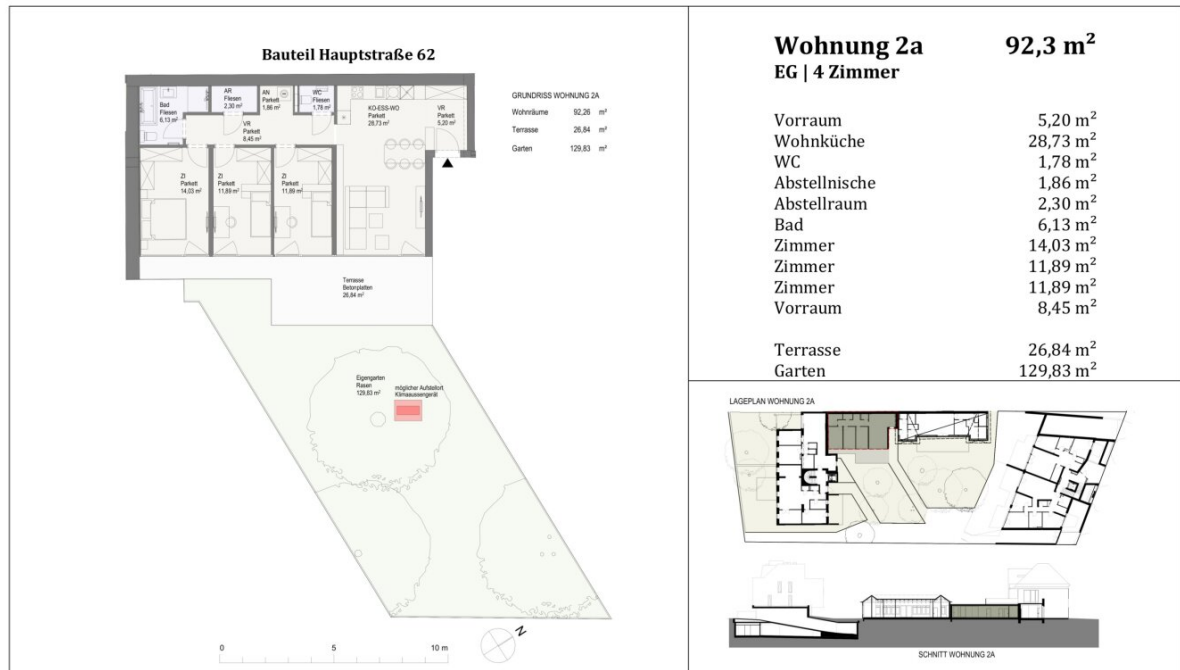 Bauteil Hauptstraße 62
Bad
Fliesen
6,13 m²
AR
Fliesen
2,30 m²
AN
Parkett
1,86 m²
WC
Fliesen
1,78 m²
KO-ESS-WO
Parkett
28,73 m²
VR
Parkett
5,20 m²
VR
Parkett
8,45 m²
ZI
Parkett
14,03 m²
ZI
Parkett
11,89 m²
ZI
Parkett
11,89 m²
Terrasse
Betonplatten
26,84 m²
Eigengarten
Rasen
129,83 m²
möglicher Aufstellort
Klimaaussengerät
0 5 10 m
N
GRUNDRISS WOHNUNG 2A
Wohnräume 92,26 m²
Terrasse 26,84 m²
Garten 129,83 m²
Wohnung 2a 92,3 m²
EG | 4 Zimmer
Vorraum 5,20 m²
Wohnküche 28,73 m²
WC 1,78 m²
Abstellnische 1,86 m²
Abstellraum 2,30 m²
Bad 6,13 m²
Zimmer 14,03 m²
Zimmer 11,89 m²
Zimmer 11,89 m²
Vorraum 8,45 m²
Terrasse 26,84 m²
Garten 129,83 m²
LAGEPLAN WOHNUNG 2A
SCHNITT WOHNUNG 2A